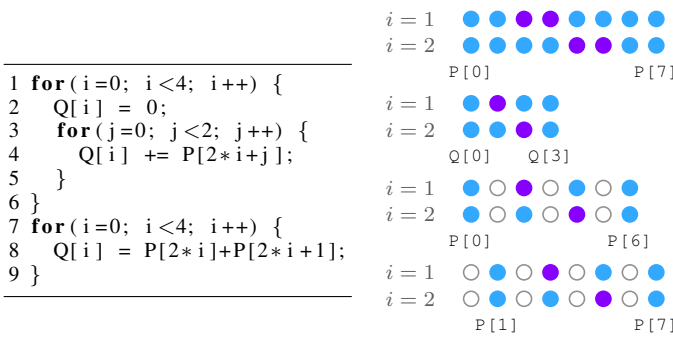 1 for(i=0; i<4; i++) {
2   Q[i] = 0;
3   for(j=0; j<2; j++) {
4     Q[i] += P[2*i+j];
5   }
6 }
7 for(i=0; i<4; i++) {
8   Q[i] = P[2*i]+P[2*i+1];
9 }
i = 1
i = 2
P[0] P[7]
i = 1
i = 2
Q[0] Q[3]
i = 1
i = 2
P[0] P[6]
i = 1
i = 2
P[1] P[7]